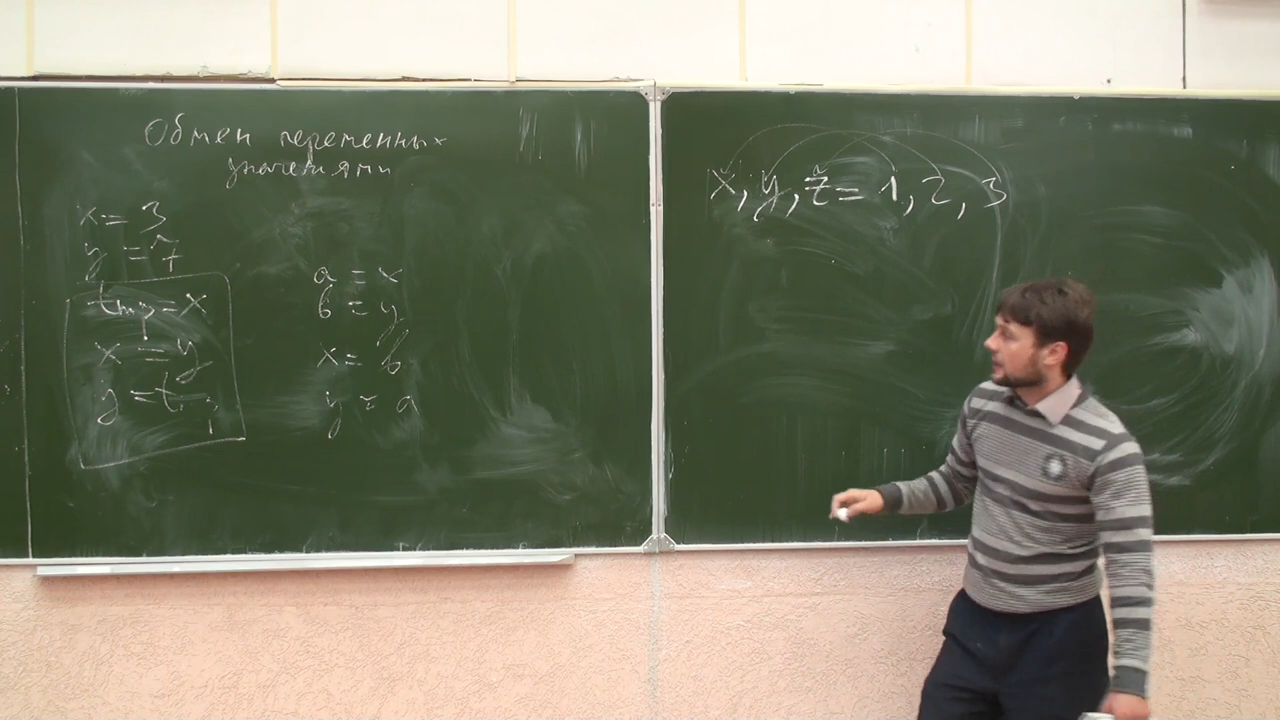 Обмен переменных
значениями
x = 3
y = 7
tmp = x
x = y
y = tmp
a = x
b = y
x = b
y = a
x, y, z = 1, 2, 3